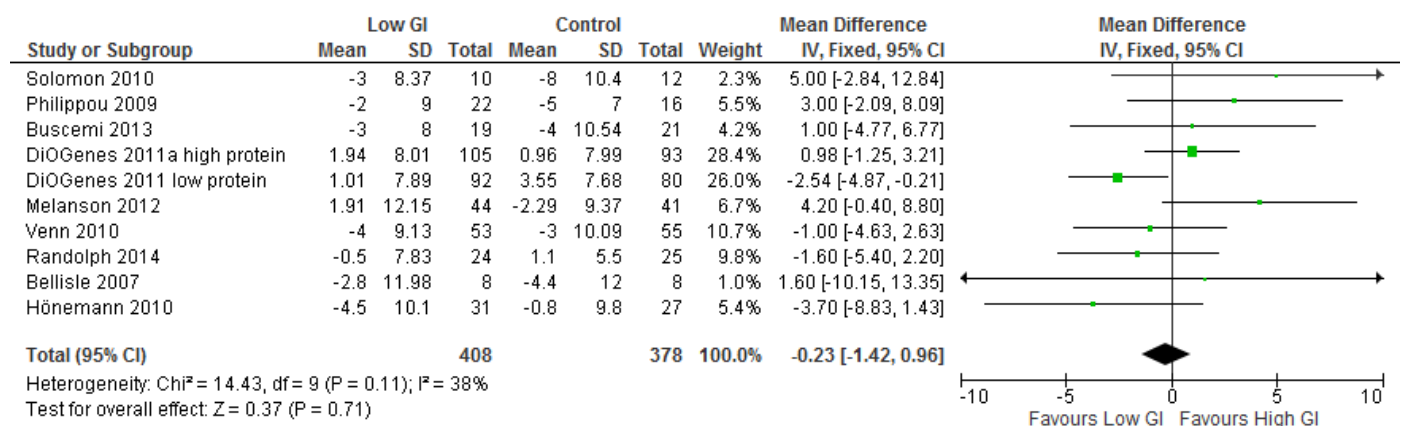 Low GI Control Mean Difference Mean Difference
Study or Subgroup Mean SD Total Mean SD Total Weight IV, Fixed, 95% CI IV, Fixed, 95% CI
Solomon 2010 -3 8.37 10 -8 10.4 12 2.3% 5.00 [-2.84, 12.84]
Philippou 2009 -2 9 22 -5 7 16 5.5% 3.00 [-2.09, 8.09]
Buscemi 2013 -3 8 19 -4 10.54 21 4.2% 1.00 [-4.77, 6.77]
DiOGenes 2011a high protein 1.94 8.01 105 0.96 7.99 93 28.4% 0.98 [-1.25, 3.21]
DiOGenes 2011 low protein 1.01 7.89 92 3.55 7.68 80 26.0% -2.54 [-4.87, -0.21]
Melanson 2012 1.91 12.15 44 -2.29 9.37 41 6.7% 4.20 [-0.40, 8.80]
Venn 2010 -4 9.13 53 -3 10.09 55 10.7% -1.00 [-4.63, 2.63]
Randolph 2014 -0.5 7.83 24 1.1 5.5 25 9.8% -1.60 [-5.40, 2.20]
Bellisle 2007 -2.8 11.98 8 -4.4 12 8 1.0% 1.60 [-10.15, 13.35]
Hönemann 2010 -4.5 10.1 31 -0.8 9.8 27 5.4% -3.70 [-8.83, 1.43]
Total (95% CI) 408 378 100.0% -0.23 [-1.42, 0.96]
Heterogeneity: Chi² = 14.43, df = 9 (P = 0.11); I² = 38%
Test for overall effect: Z = 0.37 (P = 0.71)
-10 -5 0 5 10
Favours Low GI Favours High GI